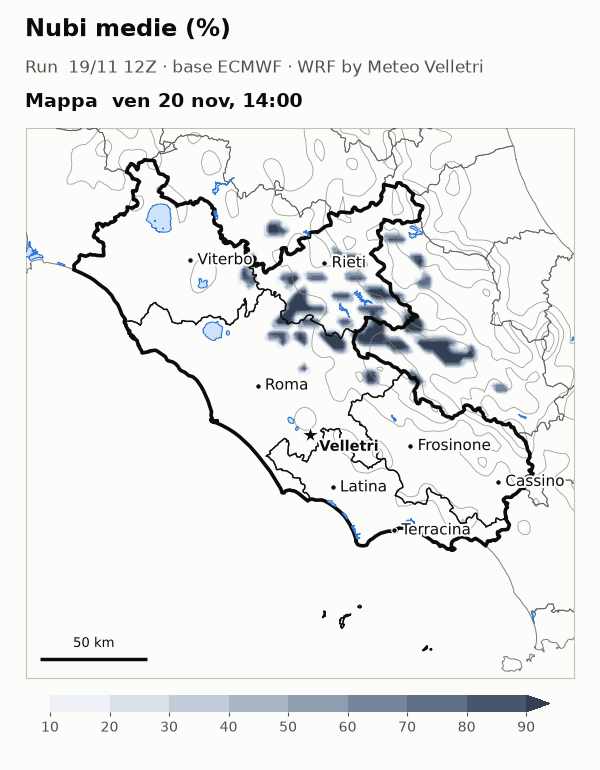 Nubi medie (%)
Run  19/11 12Z · base ECMWF · WRF by Meteo Velletri
Mappa  ven 20 nov, 14:00
Viterbo
Rieti
Roma
Velletri
Frosinone
Latina
Cassino
Terracina
50 km
10 20 30 40 50 60 70 80 90